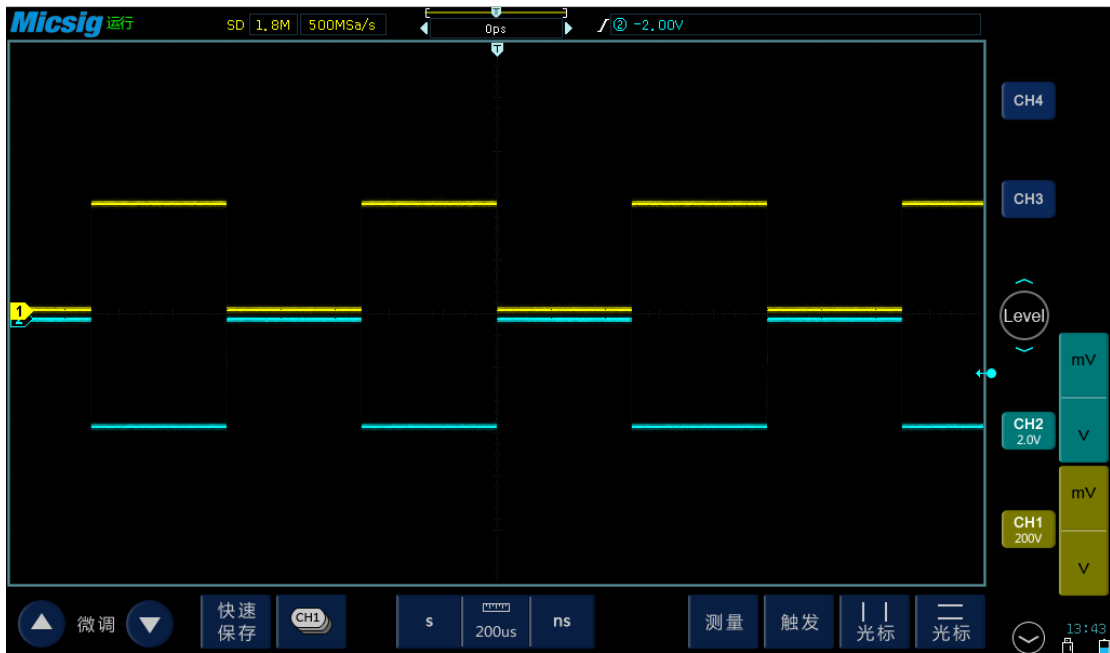 Micsig 运行 SD 1.8M 500MSa/s 0ps ② -2.00V
T
T
CH4
CH3
1
2
Level
mV
CH2
2.0V
V
mV
CH1
200V
V
微调
快速
保存
CH1
s
200us
ns
测量
触发
光标
光标
13:43